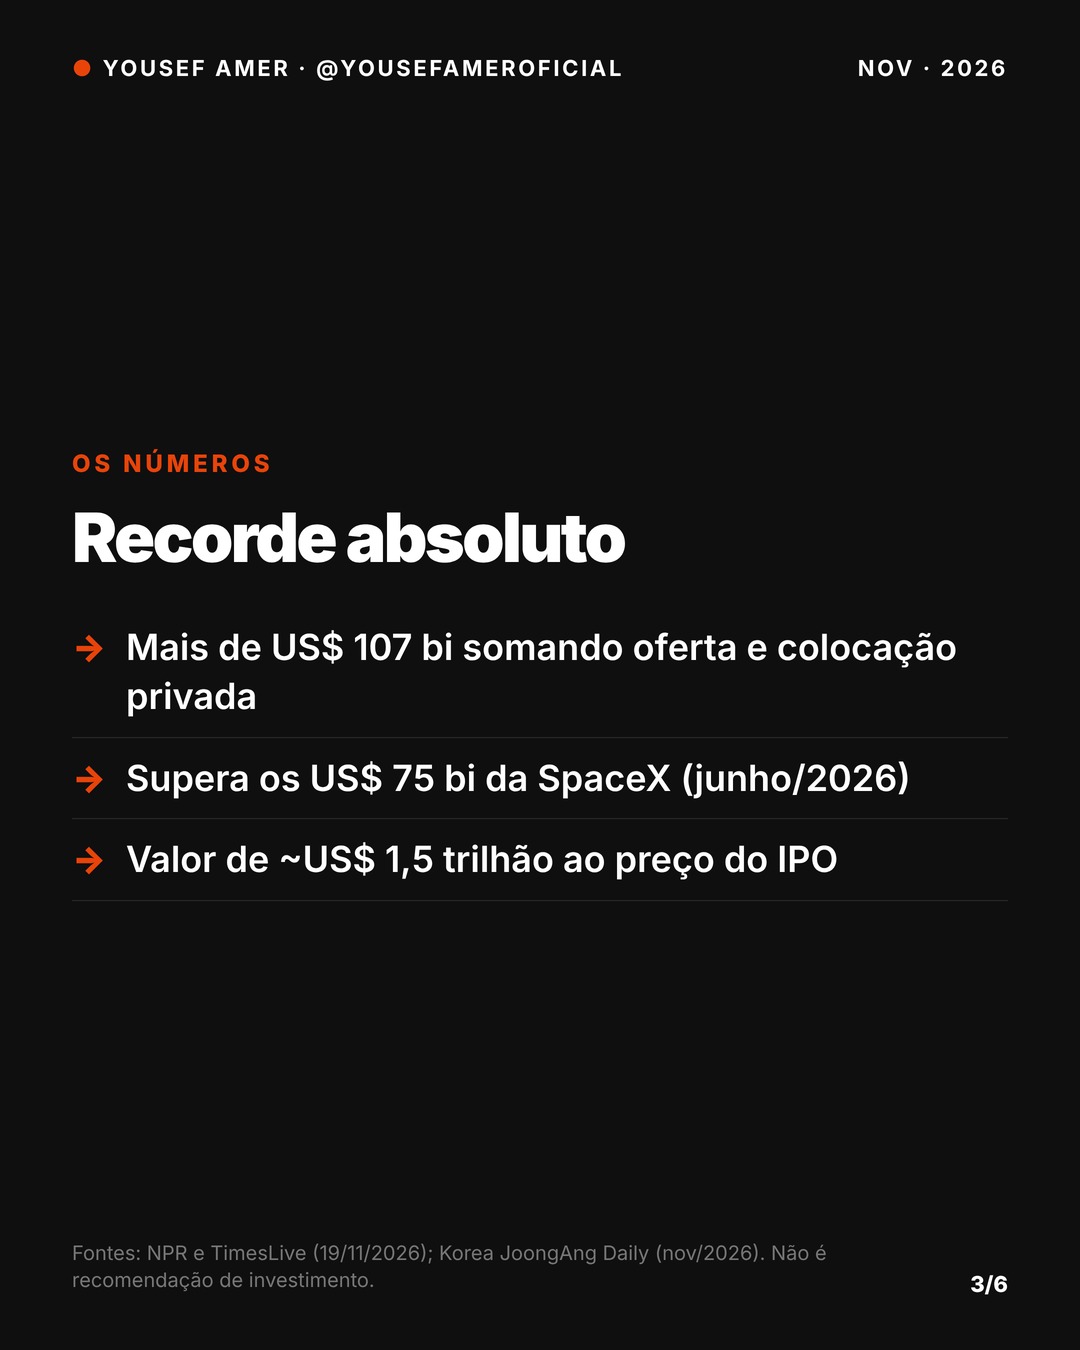 YOUSEF AMER · @YOUSEFAMEROFICIAL
NOV · 2026
OS NÚMEROS
Recorde absoluto
→ Mais de US$ 107 bi somando oferta e colocação
privada
→ Supera os US$ 75 bi da SpaceX (junho/2026)
→ Valor de ~US$ 1,5 trilhão ao preço do IPO
Fontes: NPR e TimesLive (19/11/2026); Korea JoongAng Daily (nov/2026). Não é
recomendação de investimento.
3/6